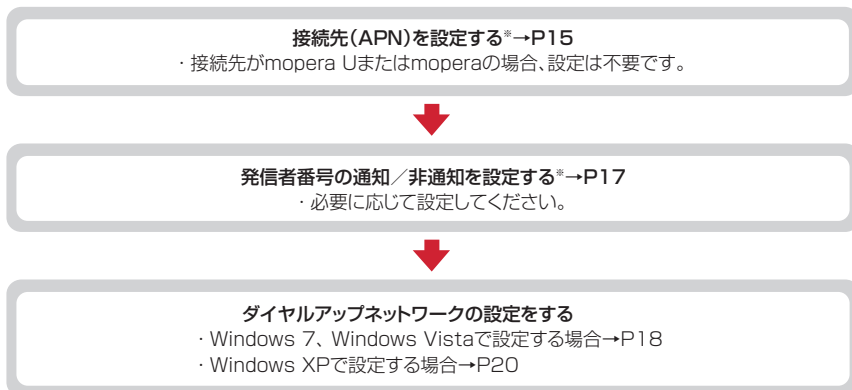 接続先（APN）を設定する※→P15
・接続先がmopera Uまたはmoperaの場合、設定は不要です。
発信者番号の通知／非通知を設定する※→P17
・必要に応じて設定してください。
ダイヤルアップネットワークの設定をする
・Windows 7、Windows Vistaで設定する場合→P18
・Windows XPで設定する場合→P20